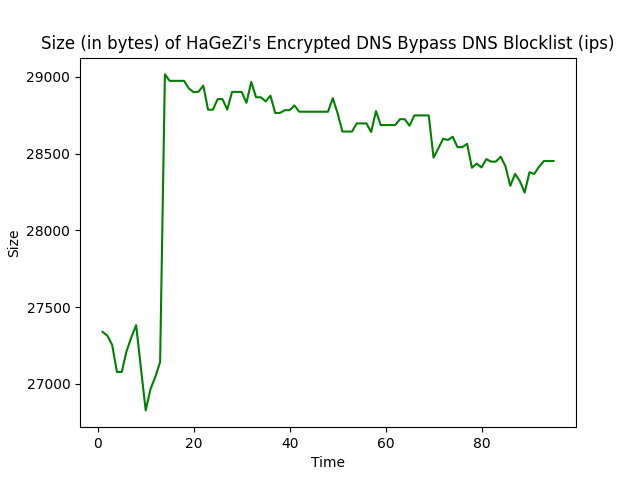 Size (in bytes) of HaGeZi's Encrypted DNS Bypass DNS Blocklist (ips)
29000
28500
28000
27500
27000
Size
0 20 40 60 80
Time